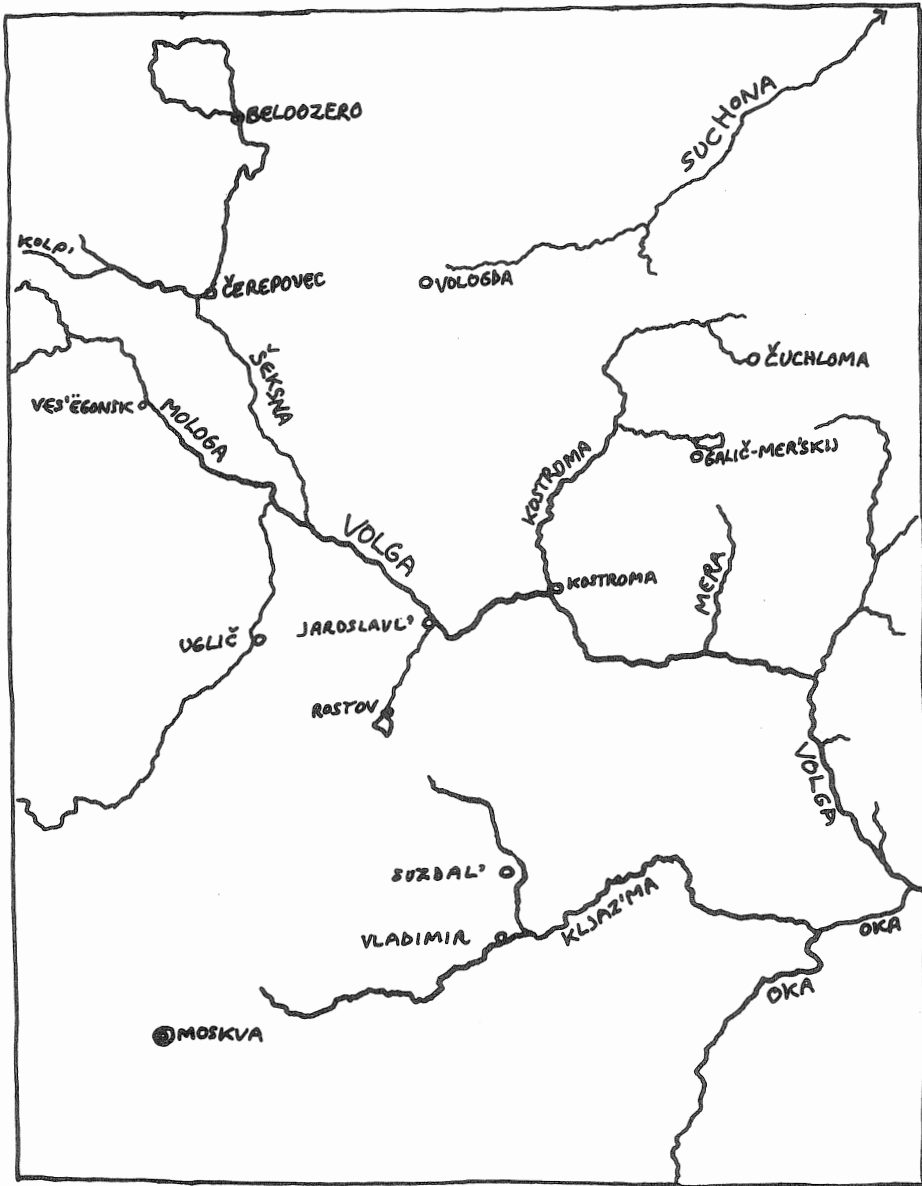 BELOOZERO
SUCHONA
KOLP'
ČEREPOVEC
VOLOGDA
ŠEKSNA
ČUCHLOMA
VES'ËGONSK
MOLOGA
KOSTROMA
GALIČ-MER'SKIJ
VOLGA
KOSTROMA
MERA
JAROSLAVL'
UGLIČ
ROSTOV
VOLGA
SUZDAL'
KLJAZ'MA
VLADIMIR
OKA
OKA
MOSKVA